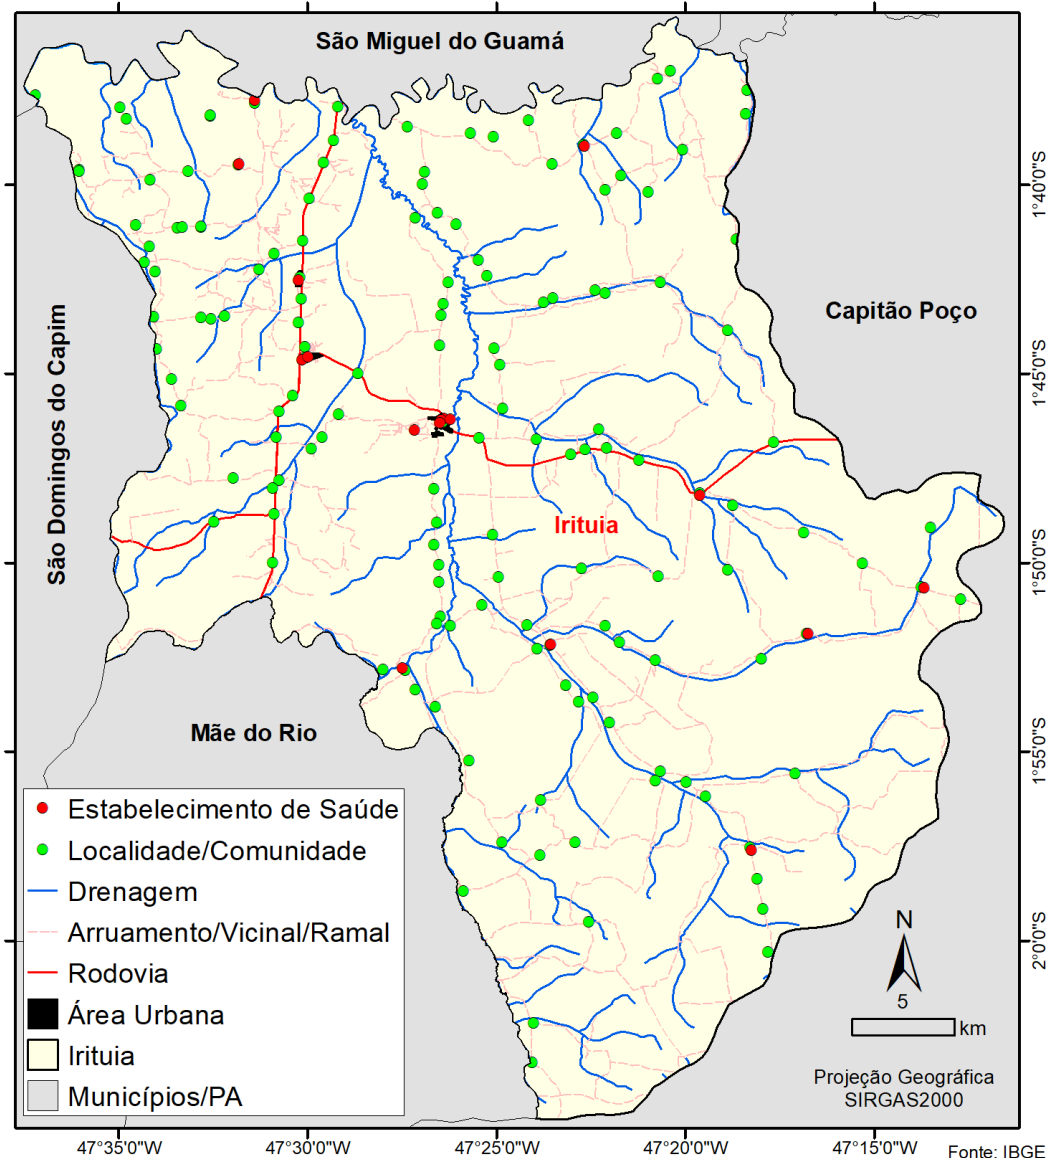 São Miguel do Guamá
1°40'0"S
São Domingos do Capim
Capitão Poço
1°45'0"S
Irituia
1°50'0"S
Mãe do Rio
1°55'0"S
Estabelecimento de Saúde
Localidade/Comunidade
Drenagem
Arruamento/Vicinal/Ramal
Rodovia
Área Urbana
Irituia
Municípios/PA
N
2°0'0"S
5
km
Projeção Geográfica
SIRGAS2000
47°35'0"W 47°30'0"W 47°25'0"W 47°20'0"W 47°15'0"W
Fonte: IBGE